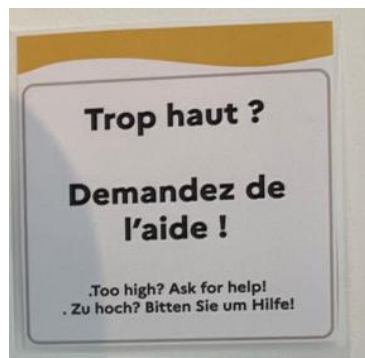 Trop haut ?
Demandez de
l'aide !
.Too high? Ask for help!
. Zu hoch? Bitten Sie um Hilfe!